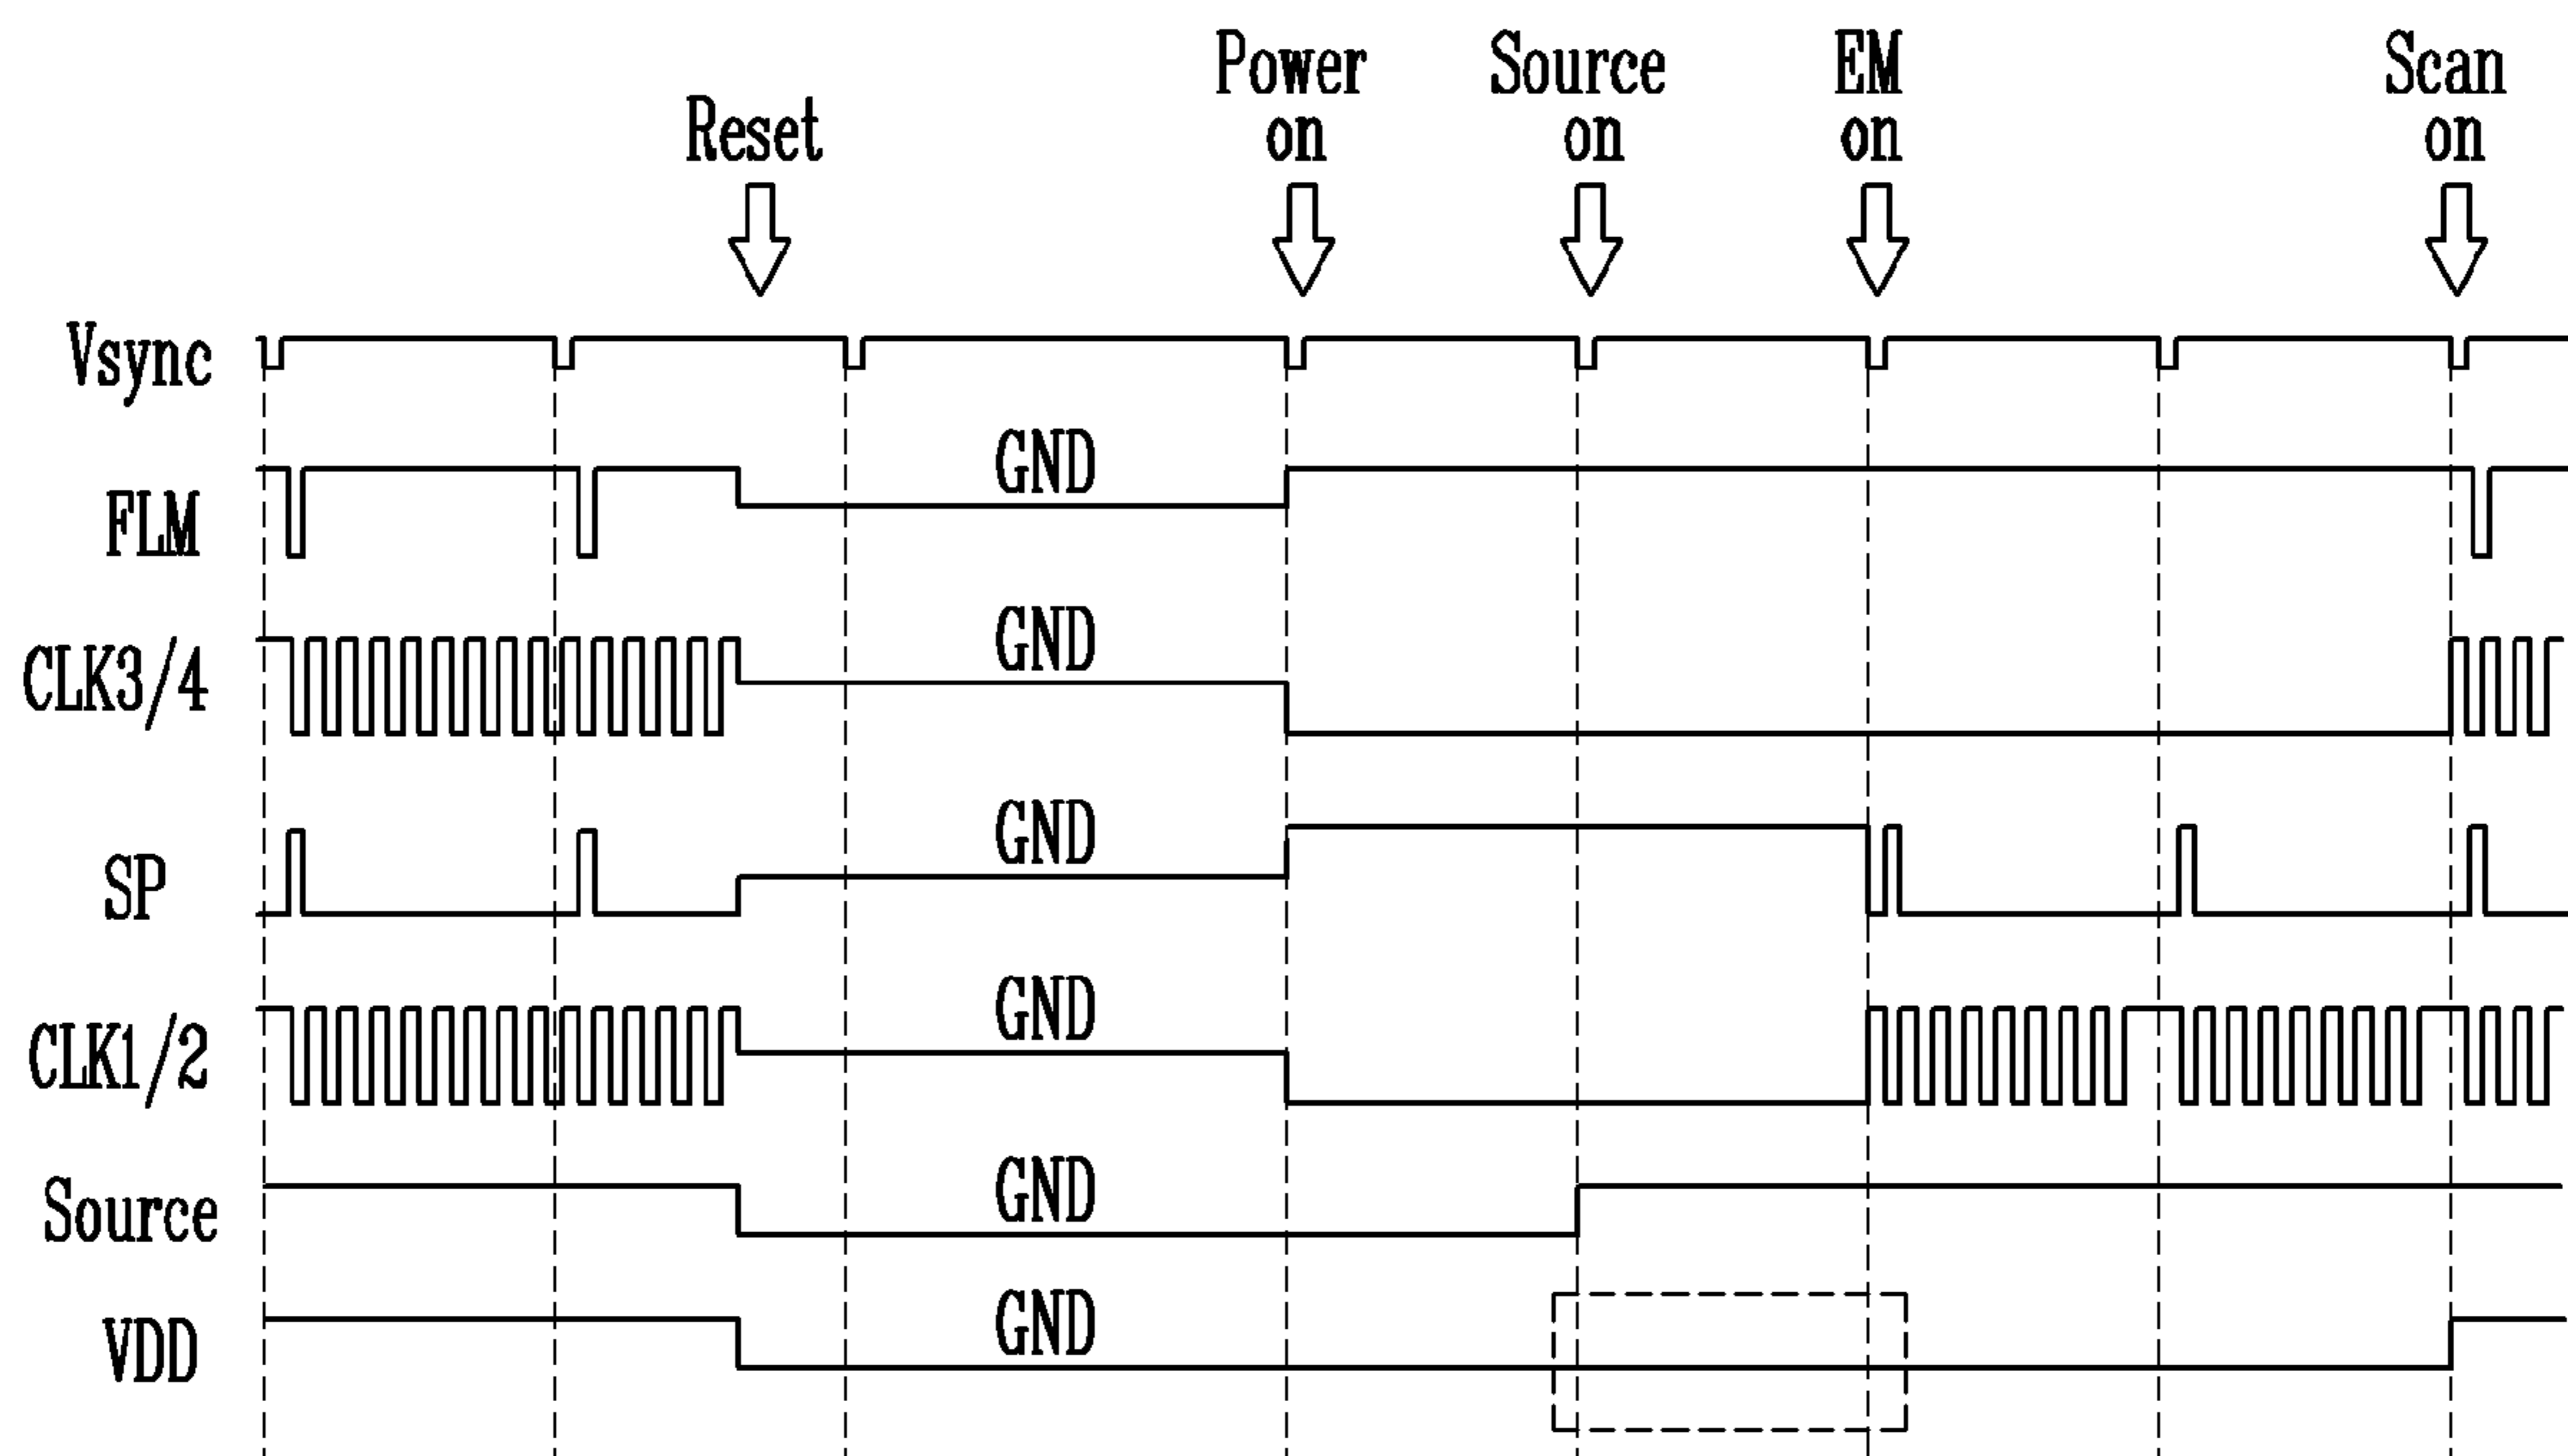 Reset
Power
on
Source
on
EM
on
Scan
on
Vsync
FLM
GND
CLK3/4
GND
SP
GND
CLK1/2
GND
Source
GND
VDD
GND